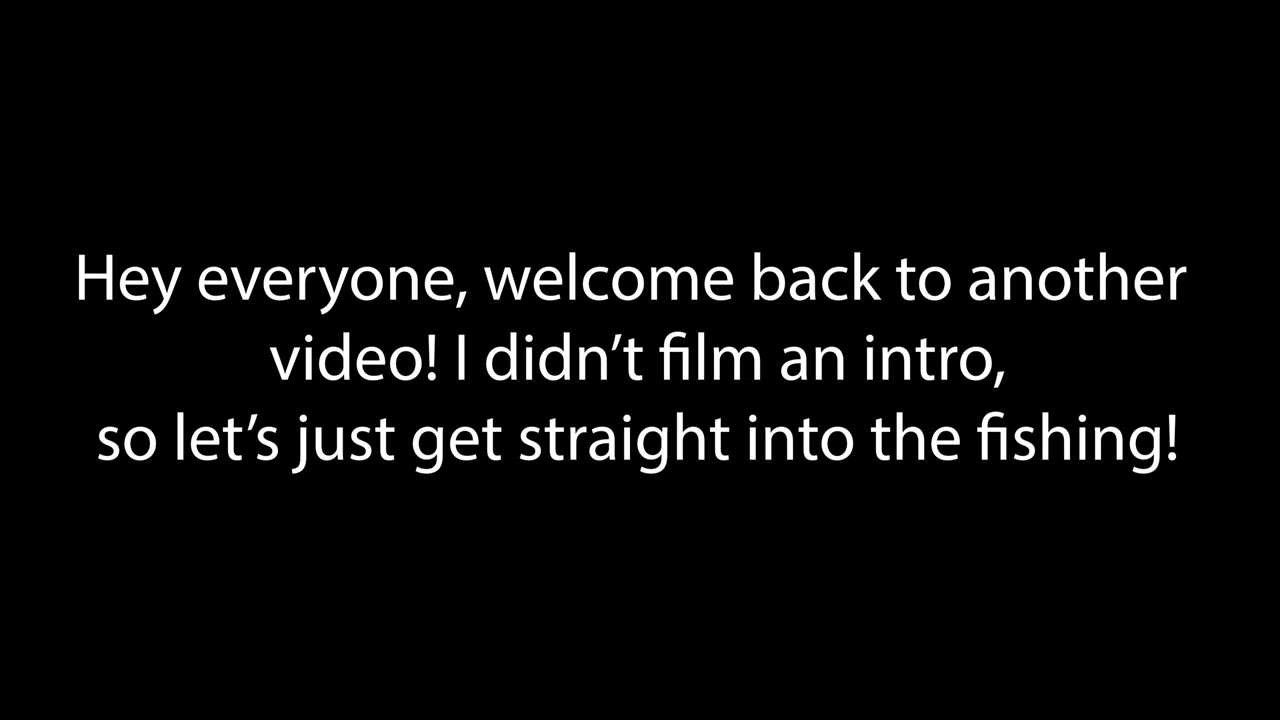 Hey everyone, welcome back to another
video! I didn’t film an intro,
so let’s just get straight into the fishing!